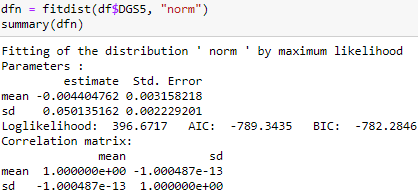 dfn = fitdist(df$DGS5, "norm")
summary(dfn)
Fitting of the distribution ' norm ' by maximum likelihood
Parameters :
estimate Std. Error
mean -0.004404762 0.003158218
sd 0.050135162 0.002229201
Loglikelihood: 396.6717 AIC: -789.3435 BIC: -782.2846
Correlation matrix:
mean sd
mean 1.000000e+00 -1.000487e-13
sd -1.000487e-13 1.000000e+00